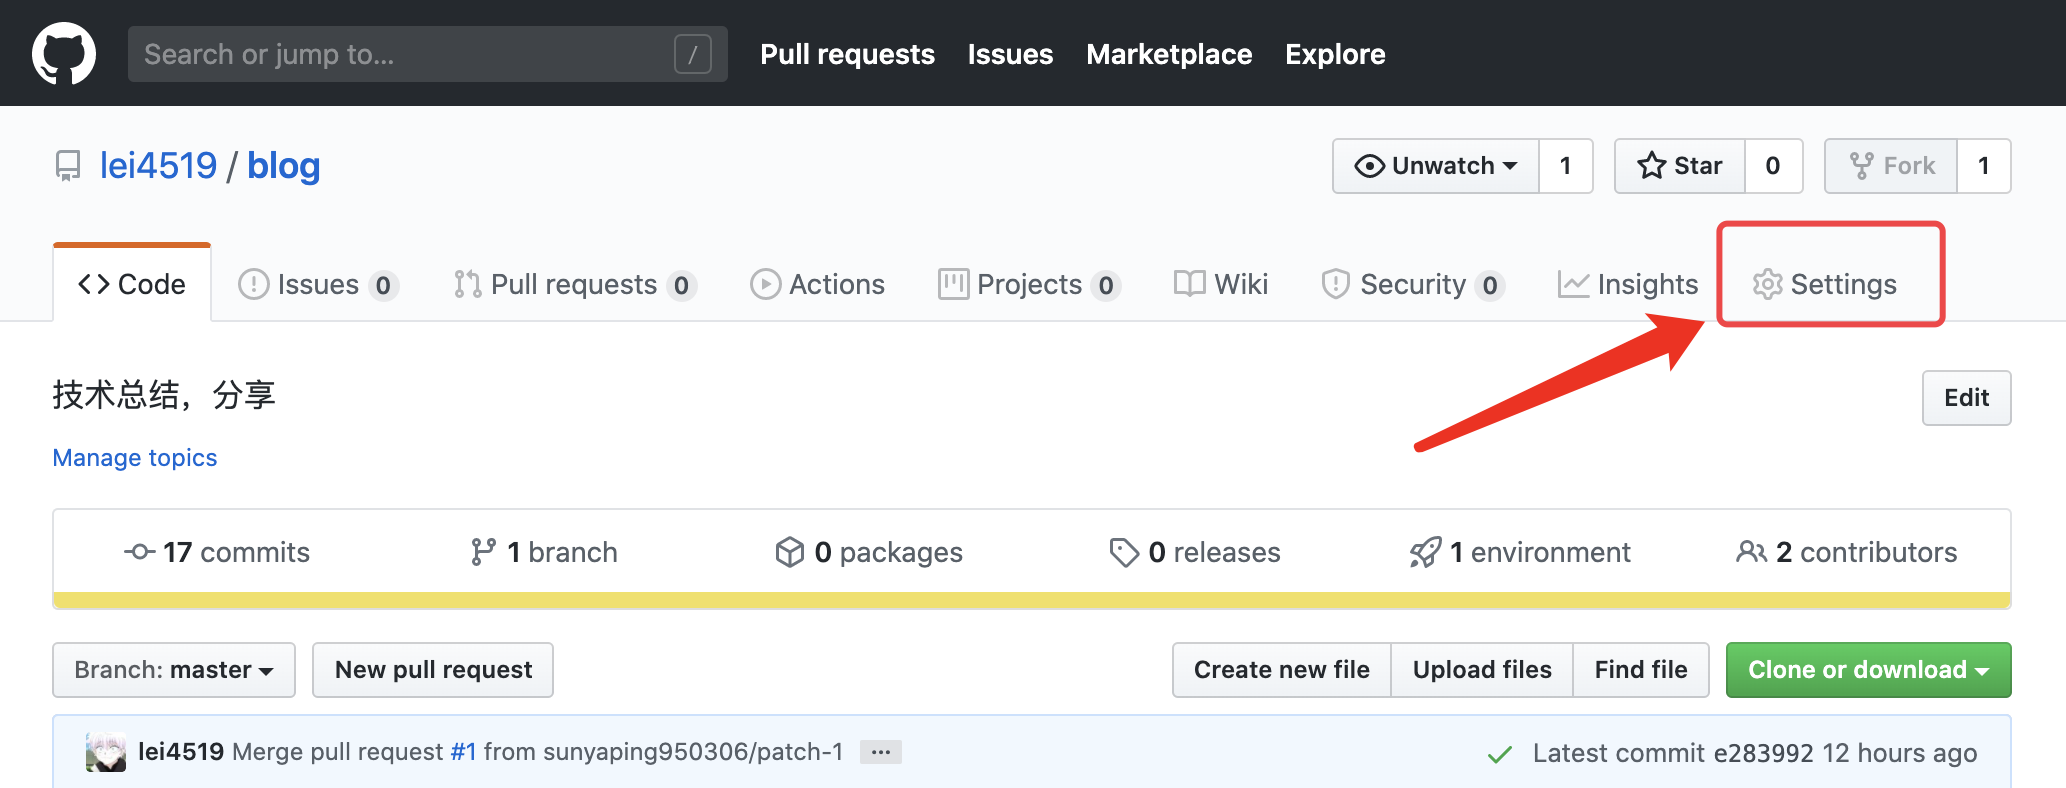 Search or jump to... /
Pull requests Issues Marketplace Explore
lei4519 / blog
Unwatch 1 Star 0 Fork 1
Code Issues 0 Pull requests 0 Actions Projects 0 Wiki Security 0 Insights Settings
技术总结，分享
Edit
Manage topics
17 commits 1 branch 0 packages 0 releases 1 environment 2 contributors
Branch: master New pull request Create new file Upload files Find file Clone or download
lei4519 Merge pull request #1 from sunyaping950306/patch-1 ... Latest commit e283992 12 hours ago